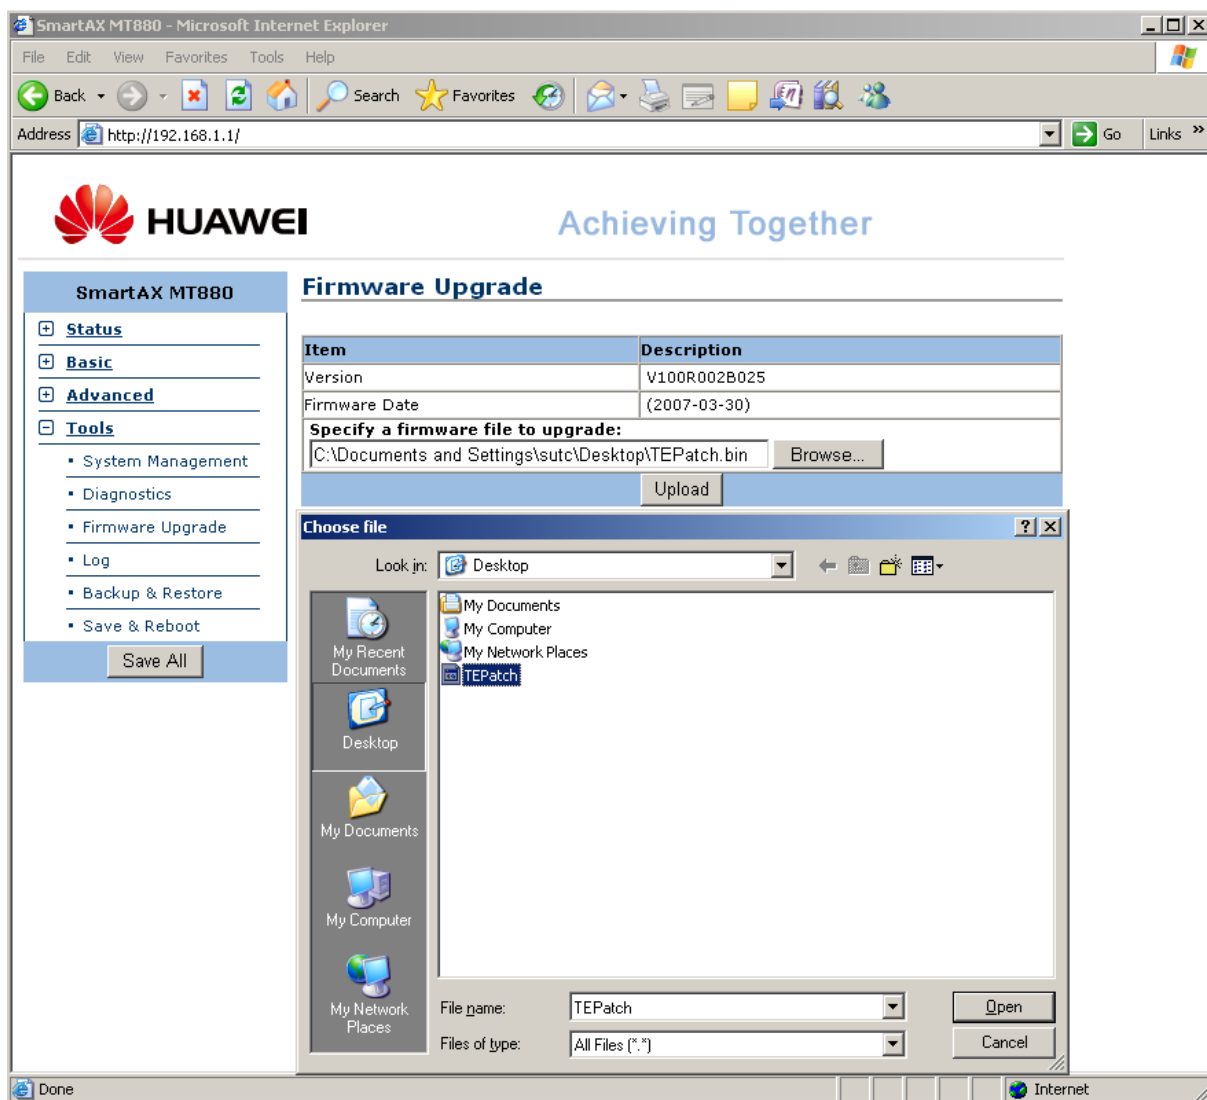 SmartAX MT880 - Microsoft Internet Explorer
File Edit View Favorites Tools Help
Back Search Favorites
Address http://192.168.1.1/ Go Links »
HUAWEI
Achieving Together
SmartAX MT880
Status
Basic
Advanced
Tools
System Management
Diagnostics
Firmware Upgrade
Log
Backup & Restore
Save & Reboot
Save All
Firmware Upgrade
Item Description
Version V100R002B025
Firmware Date (2007-03-30)
Specify a firmware file to upgrade:
C:\Documents and Settings\sutc\Desktop\TEPatch.bin Browse...
Upload
Choose file
Look in: Desktop
My Recent
Documents
Desktop
My Documents
My Computer
My Network
Places
My Documents
My Computer
My Network Places
TEPatch
File name: TEPatch Open
Files of type: All Files (*.*) Cancel
Done Internet